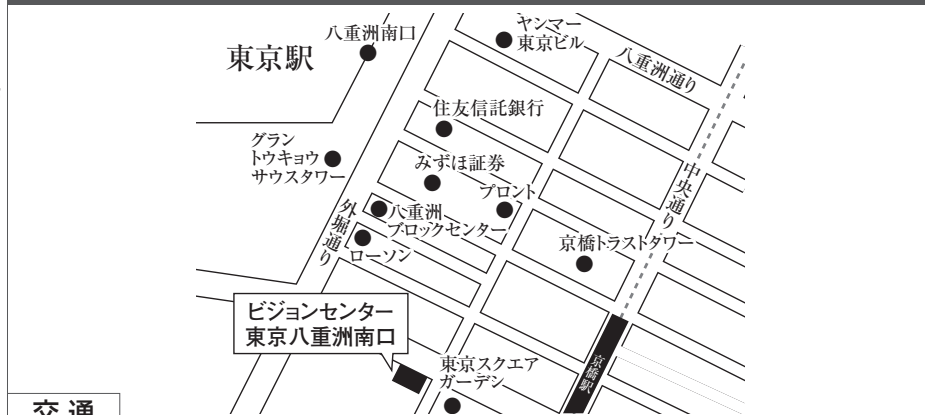 八重洲南口
東京駅
ヤンマー
東京ビル
八重洲通り
住友信託銀行
グラン
トウキョウ
サウスタワー
みずほ証券
プロント
中央通り
外堀通り
八重洲
ブロックセンター
ローソン
京橋トラストタワー
ビジョンセンター
東京八重洲南口
東京スクエア
ガーデン
京橋駅
交通